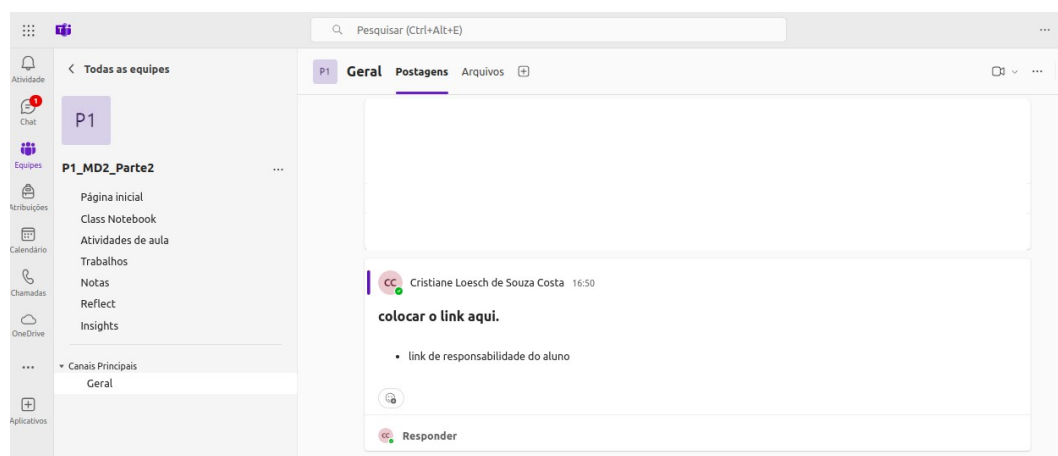 Pesquisar (Ctrl+Alt+E)
Atividade
Chat
1
Equipes
Atribuições
Calendário
Chamadas
OneDrive
Aplicativos
Todas as equipes
P1
P1_MD2_Parte2
Página inicial
Class Notebook
Atividades de aula
Trabalhos
Notas
Reflect
Insights
Canais Principais
Geral
P1 Geral Postagens Arquivos
CC Cristiane Loesch de Souza Costa 16:50
colocar o link aqui.
• link de responsabilidade do aluno
CC Responder